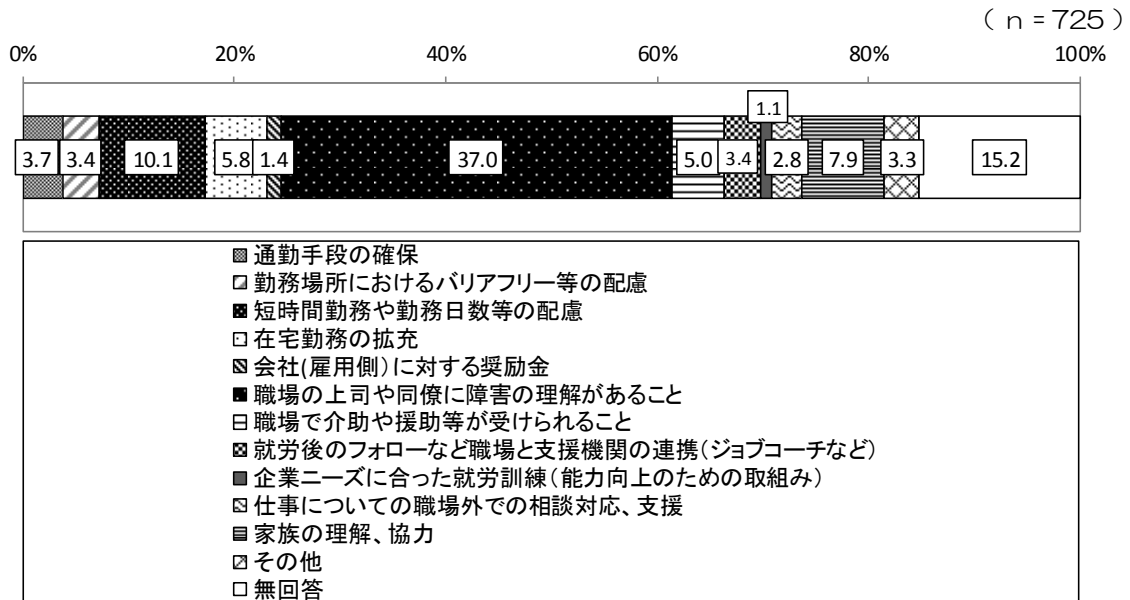 （ｎ＝725）
0% 20% 40% 60% 80% 100%
1.1
3.7 3.4 10.1 5.8 1.4 37.0 5.0 3.4 2.8 7.9 3.3 15.2
通勤手段の確保
勤務場所におけるバリアフリー等の配慮
短時間勤務や勤務日数等の配慮
在宅勤務の拡充
会社(雇用側）に対する奨励金
職場の上司や同僚に障害の理解があること
職場で介助や援助等が受けられること
就労後のフォローなど職場と支援機関の連携（ジョブコーチなど）
企業ニーズに合った就労訓練（能力向上のための取組み）
仕事についての職場外での相談対応、支援
家族の理解、協力
その他
無回答